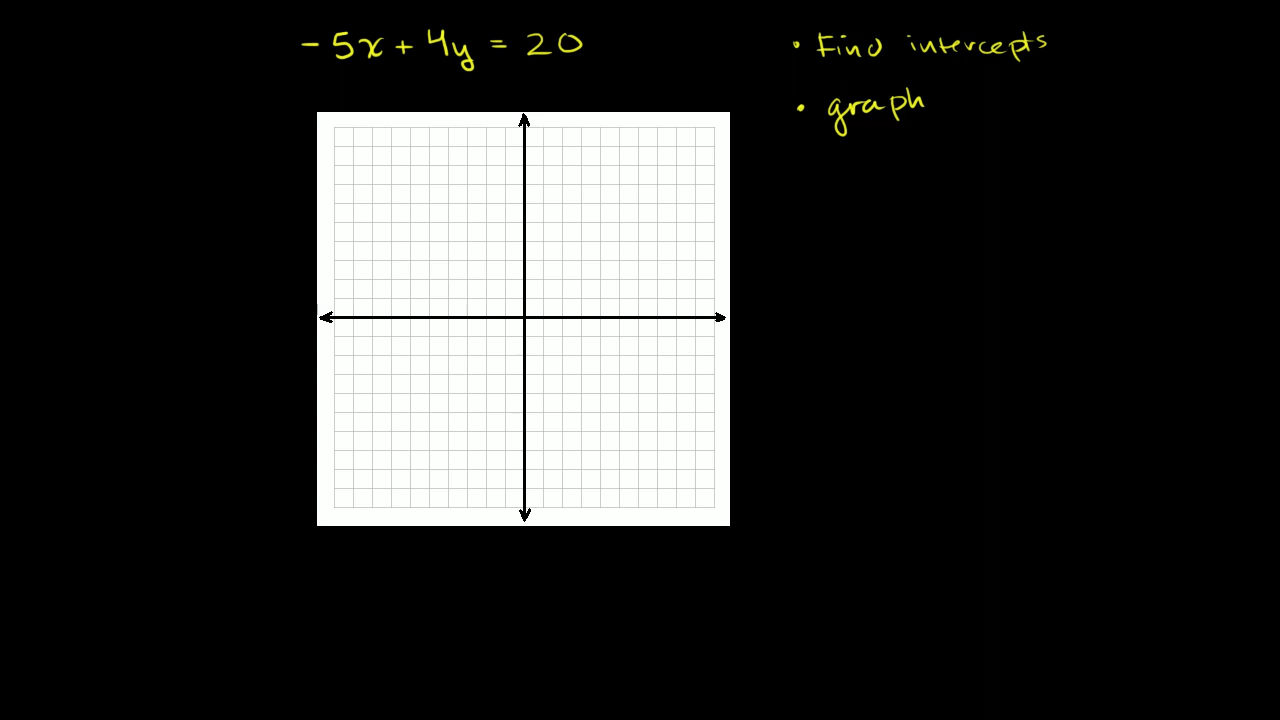 -5x + 4y = 20
• Find intercepts
• graph